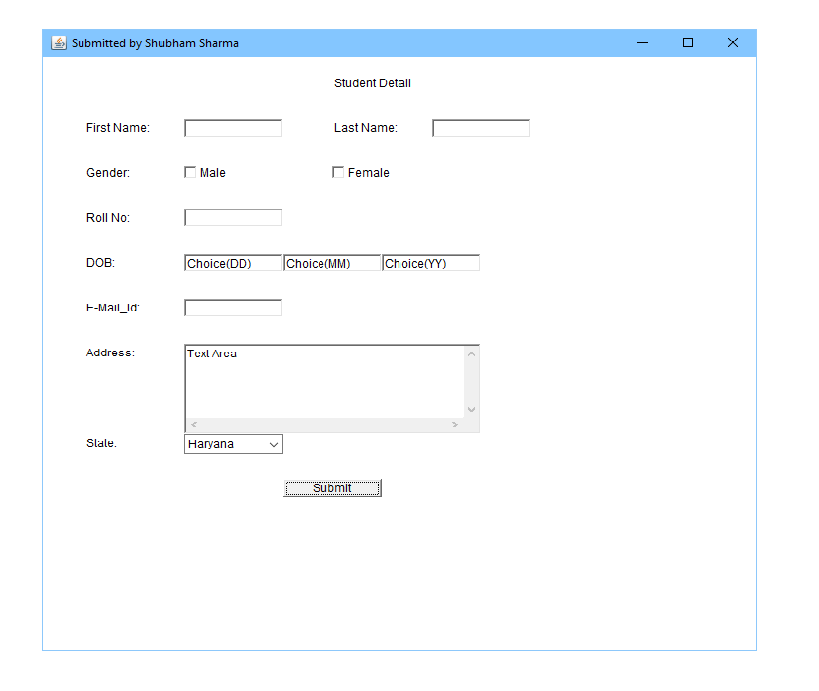 Submitted by Shubham Sharma
Student Detail
First Name: Last Name:
Gender: Male Female
Roll No:
DOB: Choice(DD) Choice(MM) Choice(YY)
E-Mail_Id:
Address: Text Area
State: Haryana
Submit